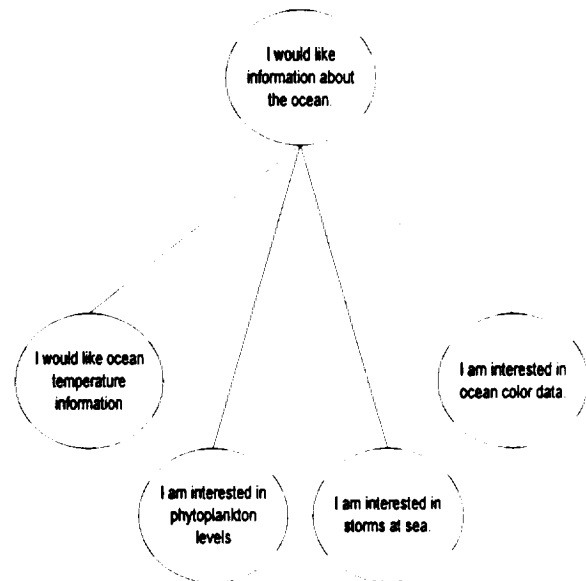 I would like
information about
the ocean.
I would like ocean
temperature
information
I am interested in
ocean color data.
I am interested in
phytoplankton
levels
I am interested in
storms at sea.